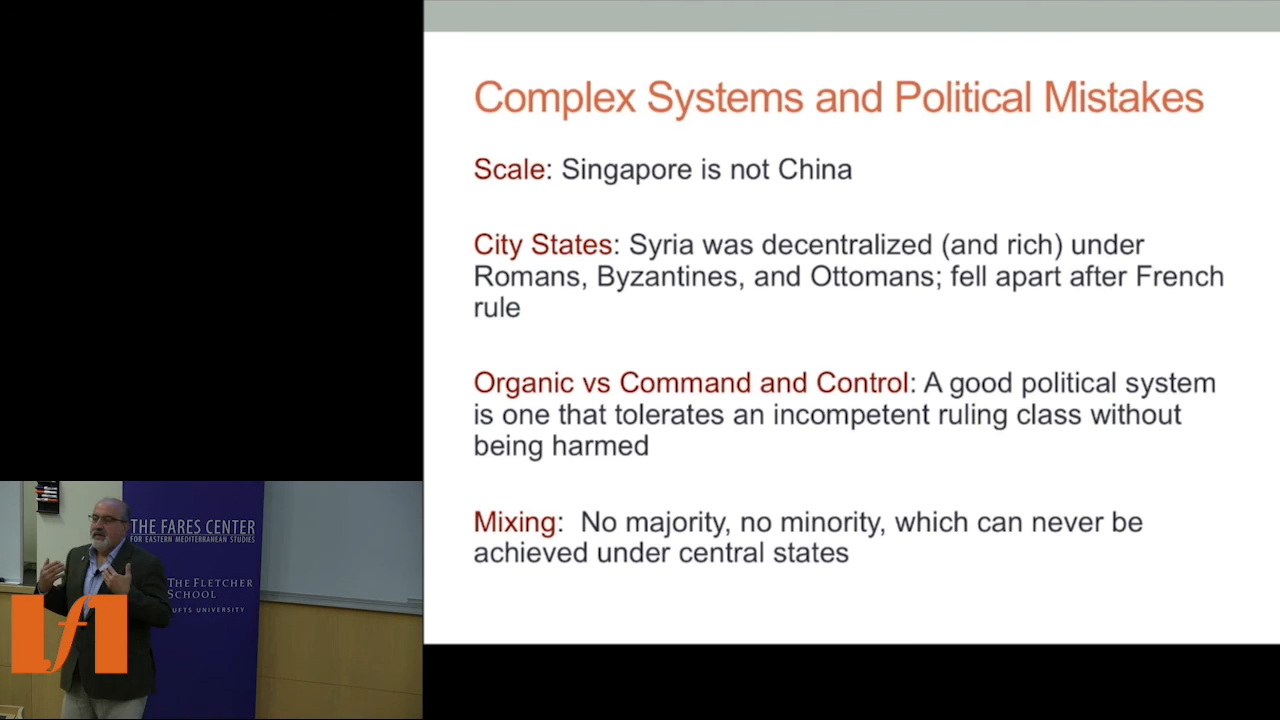 Complex Systems and Political Mistakes
Scale: Singapore is not China
City States: Syria was decentralized (and rich) under
Romans, Byzantines, and Ottomans; fell apart after French
rule
Organic vs Command and Control: A good political system
is one that tolerates an incompetent ruling class without
being harmed
Mixing:  No majority, no minority, which can never be
achieved under central states
THE FARES CENTER
FOR EASTERN MEDITERRANEAN STUDIES
THE FLETCHER
SCHOOL
UFTS UNIVERSITY